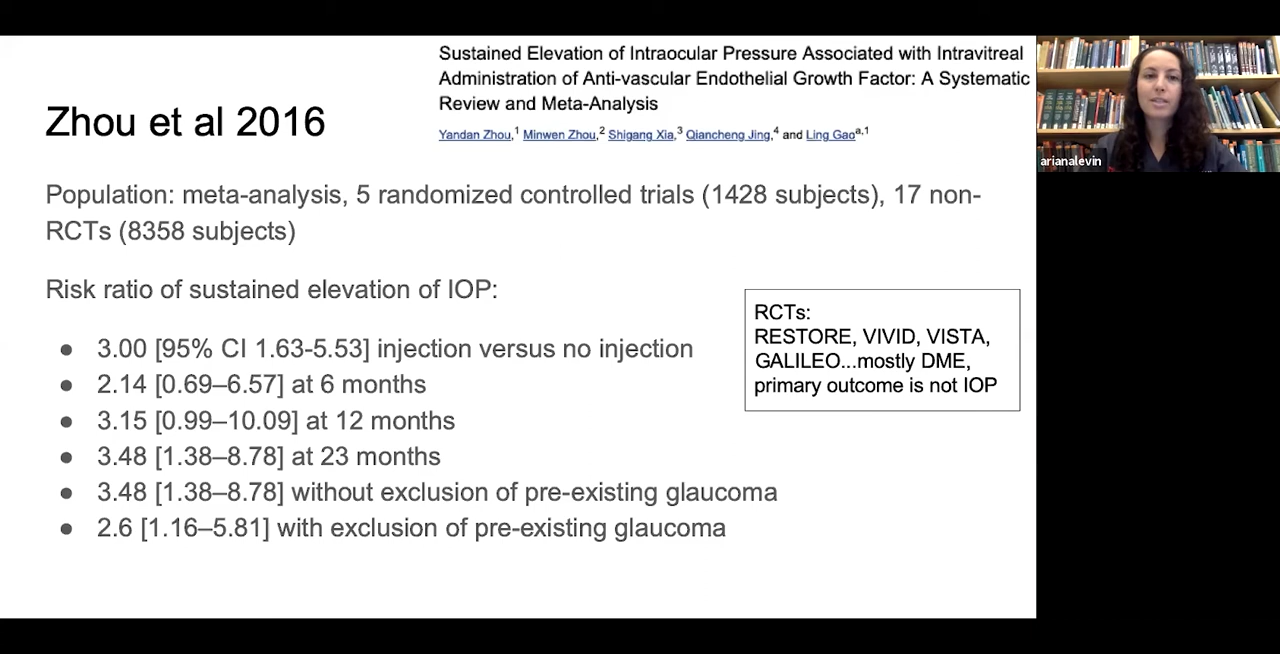 Sustained Elevation of Intraocular Pressure Associated with Intravitreal
Administration of Anti-vascular Endothelial Growth Factor: A Systematic
Review and Meta-Analysis
Yandan Zhou,1 Minwen Zhou,2 Shigang Xia,3 Qiancheng Jing,4 and Ling Gaoa,1
Zhou et al 2016
arianalevin
Population: meta-analysis, 5 randomized controlled trials (1428 subjects), 17 non-
RCTs (8358 subjects)
Risk ratio of sustained elevation of IOP:
● 3.00 [95% CI 1.63-5.53] injection versus no injection
● 2.14 [0.69–6.57] at 6 months
● 3.15 [0.99–10.09] at 12 months
● 3.48 [1.38–8.78] at 23 months
● 3.48 [1.38–8.78] without exclusion of pre-existing glaucoma
● 2.6 [1.16–5.81] with exclusion of pre-existing glaucoma
RCTs:
RESTORE, VIVID, VISTA,
GALILEO...mostly DME,
primary outcome is not IOP